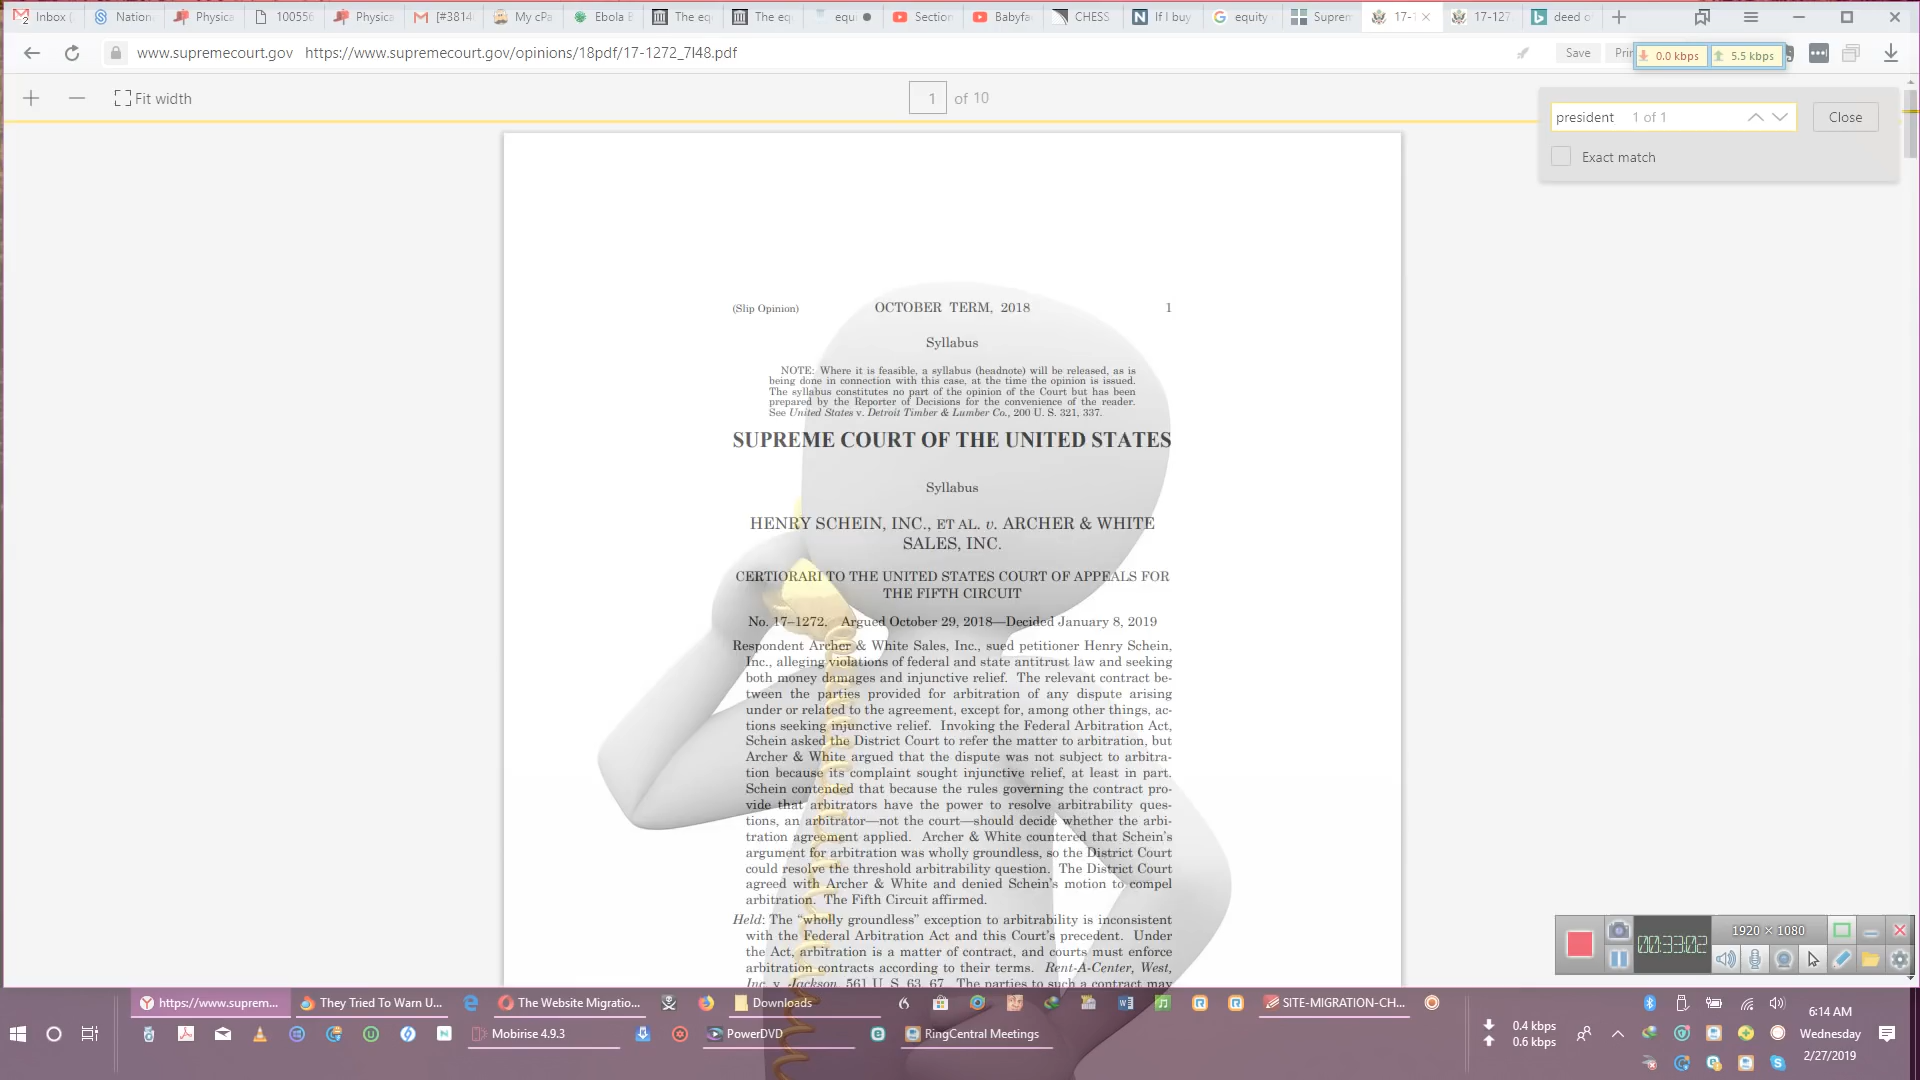 2 Inbox (
Nation
Physica
100556
Physica
[#3814
My cPa
Ebola
The eq
The eq
equi
Section
Babyfa
CHESS
If I buy
equity
Suprem
17-1
17-127
deed o
www.supremecourt.gov https://www.supremecourt.gov/opinions/18pdf/17-1272_7l48.pdf
Save
Prin
0.0 kbps
5.5 kbps
Fit width
1 of 10
president 1 of 1
Close
Exact match
(Slip Opinion) OCTOBER TERM, 2018 1
Syllabus
NOTE: Where it is feasible, a syllabus (headnote) will be released, as is
being done in connection with this case, at the time the opinion is issued.
The syllabus constitutes no part of the opinion of the Court but has been
prepared by the Reporter of Decisions for the convenience of the reader.
See United States v. Detroit Timber & Lumber Co., 200 U. S. 321, 337.
SUPREME COURT OF THE UNITED STATES
Syllabus
HENRY SCHEIN, INC., ET AL. v. ARCHER & WHITE
SALES, INC.
CERTIORARI TO THE UNITED STATES COURT OF APPEALS FOR
THE FIFTH CIRCUIT
No. 17–1272. Argued October 29, 2018—Decided January 8, 2019
Respondent Archer & White Sales, Inc., sued petitioner Henry Schein,
Inc., alleging violations of federal and state antitrust law and seeking
both money damages and injunctive relief. The relevant contract be-
tween the parties provided for arbitration of any dispute arising
under or related to the agreement, except for, among other things, ac-
tions seeking injunctive relief. Invoking the Federal Arbitration Act,
Schein asked the District Court to refer the matter to arbitration, but
Archer & White argued that the dispute was not subject to arbitra-
tion because its complaint sought injunctive relief, at least in part.
Schein contended that because the rules governing the contract pro-
vide that arbitrators have the power to resolve arbitrability ques-
tions, an arbitrator—not the court—should decide whether the arbi-
tration agreement applied. Archer & White countered that Schein's
argument for arbitration was wholly groundless, so the District Court
could resolve the threshold arbitrability question. The District Court
agreed with Archer & White and denied Schein's motion to compel
arbitration. The Fifth Circuit affirmed.
Held: The "wholly groundless" exception to arbitrability is inconsistent
with the Federal Arbitration Act and this Court's precedent. Under
the Act, arbitration is a matter of contract, and courts must enforce
arbitration contracts according to their terms. Rent-A-Center, West,
Inc. v. Jackson, 561 U. S. 63, 67. The parties to such a contract may
1920 × 1080
00:33:02
https://www.suprem...
They Tried To Warn U...
The Website Migratio...
Downloads
SITE-MIGRATION-CH...
Mobirise 4.9.3
PowerDVD
RingCentral Meetings
0.4 kbps
0.6 kbps
6:14 AM
Wednesday
2/27/2019